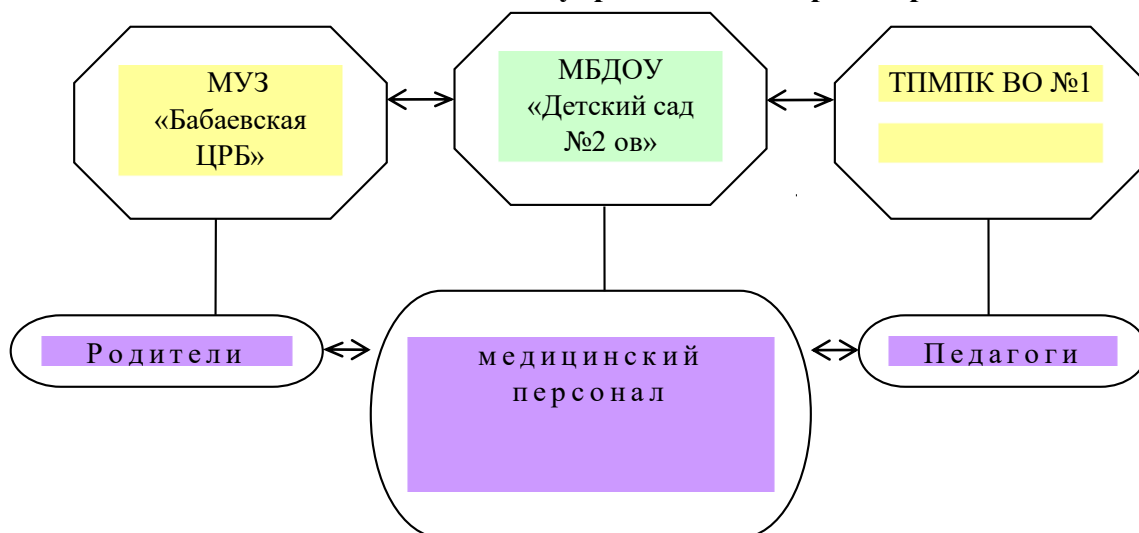 МУЗ
«Бабаевская
ЦРБ»
МБДОУ
«Детский сад
№2 ов»
ТПМПК ВО №1
Родители
медицинский
персонал
Педагоги